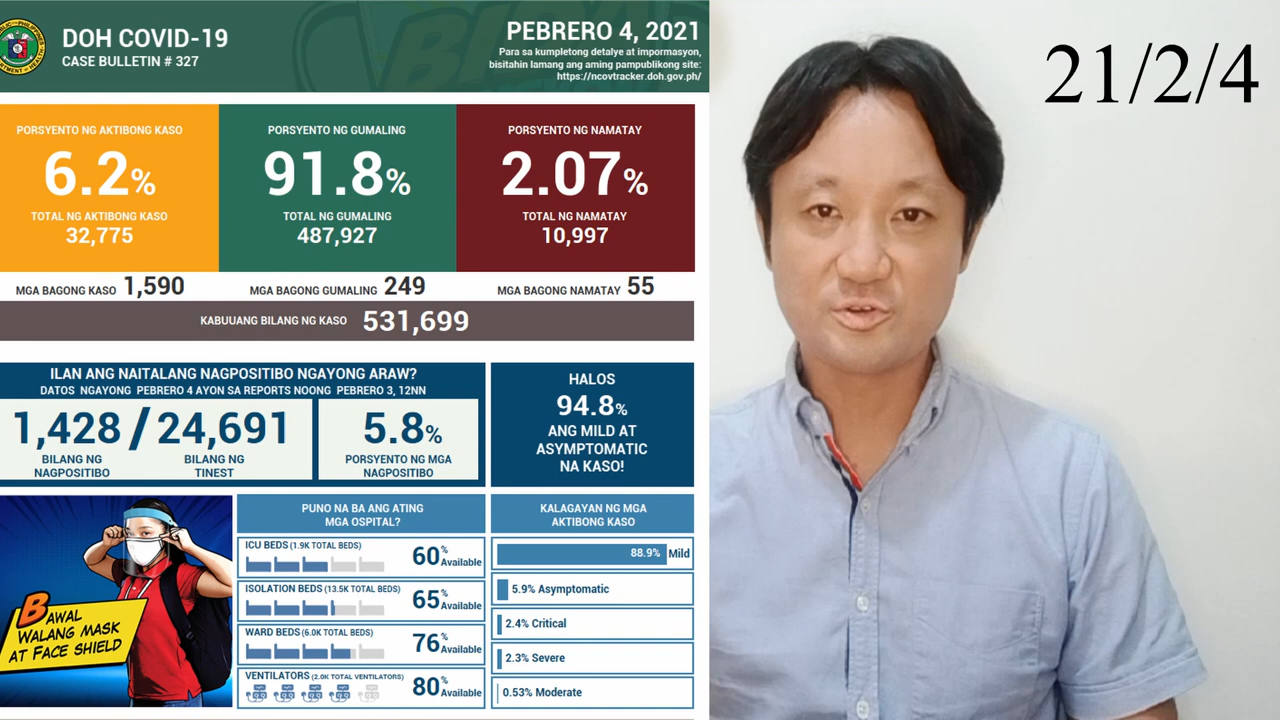 DOH COVID-19
CASE BULLETIN # 327
PEBRERO 4, 2021
Para sa kumpletong detalye at impormasyon,
bisitahin lamang ang aming pampublikong site:
https://ncovtracker.doh.gov.ph/
21/2/4
PORSYENTO NG AKTIBONG KASO
6.2%
TOTAL NG AKTIBONG KASO
32,775
PORSYENTO NG GUMALING
91.8%
TOTAL NG GUMALING
487,927
PORSYENTO NG NAMATAY
2.07%
TOTAL NG NAMATAY
10,997
MGA BAGONG KASO 1,590
MGA BAGONG GUMALING 249
MGA BAGONG NAMATAY 55
KABUUANG BILANG NG KASO 531,699
ILAN ANG NAITALANG NAGPOSITIBO NGAYONG ARAW?
DATOS NGAYONG PEBRERO 4 AYON SA REPORTS NOONG PEBRERO 3, 12NN
1,428 / 24,691
BILANG NG
NAGPOSITIBO
BILANG NG
TINEST
5.8%
PORSYENTO NG MGA
NAGPOSITIBO
HALOS
94.8%
ANG MILD AT
ASYMPTOMATIC
NA KASO!
BAWAL
WALANG MASK
AT FACE SHIELD
PUNO NA BA ANG ATING
MGA OSPITAL?
ICU BEDS (1.9K TOTAL BEDS)
60% Available
ISOLATION BEDS (13.5K TOTAL BEDS)
65% Available
WARD BEDS (6.0K TOTAL BEDS)
76% Available
VENTILATORS (2.0K TOTAL VENTILATORS)
80% Available
KALAGAYAN NG MGA
AKTIBONG KASO
88.9% Mild
5.9% Asymptomatic
2.4% Critical
2.3% Severe
0.53% Moderate